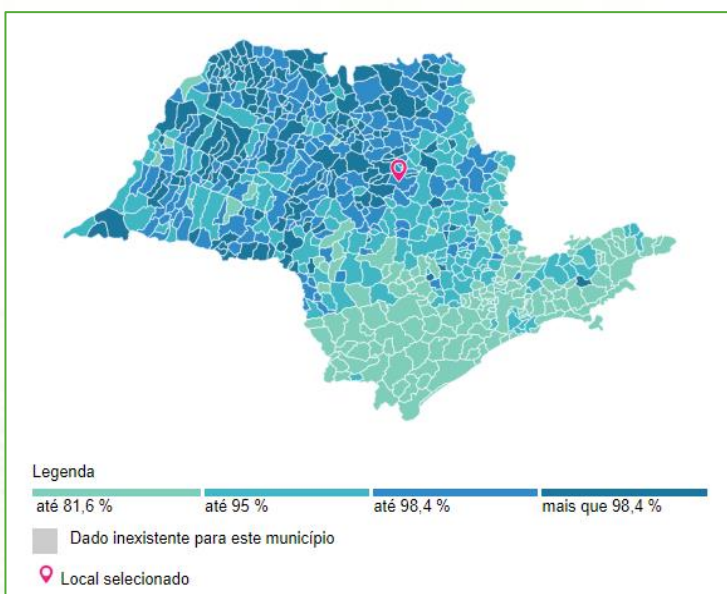 Legenda
até 81,6 % até 95 % até 98,4 % mais que 98,4 %
Dado inexistente para este município
Local selecionado